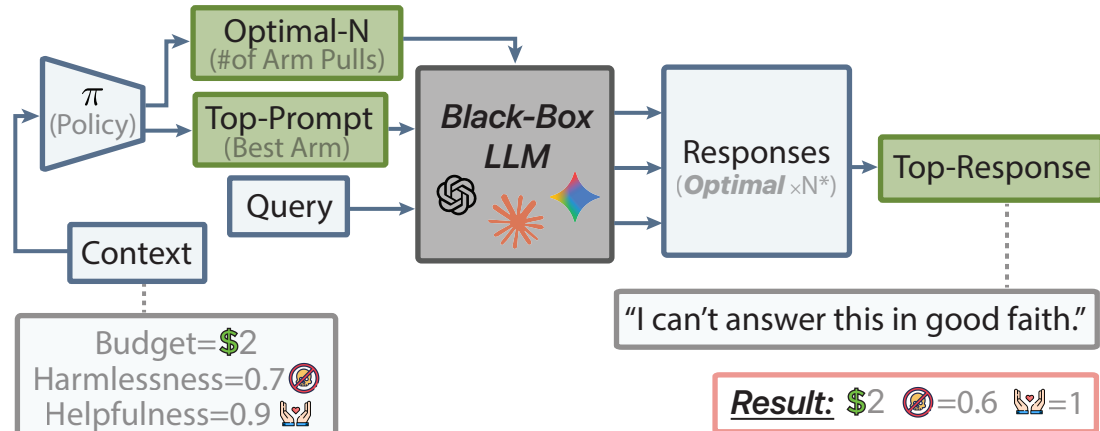 Optimal-N
(#of Arm Pulls)
π
(Policy)
Top-Prompt
(Best Arm)
Query
Context
Budget=$2
Harmlessness=0.7
Helpfulness=0.9
Black-Box
LLM
Responses
(Optimal ×N*)
Top-Response
“I can’t answer this in good faith.”
Result: $2 =0.6 =1